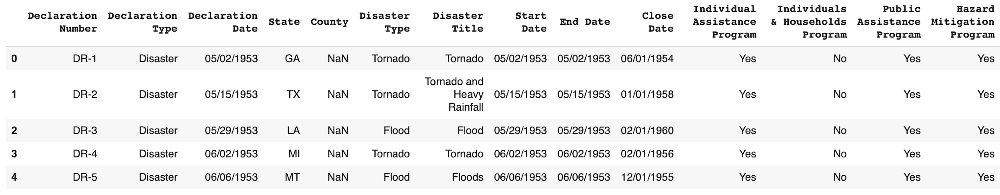 Declaration Number Declaration Type Declaration Date State County Disaster Type Disaster Title Start Date End Date Close Date Individual Assistance Program Individuals & Households Program Public Assistance Program Hazard Mitigation Program
0 DR-1 Disaster 05/02/1953 GA NaN Tornado Tornado 05/02/1953 05/02/1953 06/01/1954 Yes No Yes Yes
1 DR-2 Disaster 05/15/1953 TX NaN Tornado Tornado and Heavy Rainfall 05/15/1953 05/15/1953 01/01/1958 Yes No Yes Yes
2 DR-3 Disaster 05/29/1953 LA NaN Flood Flood 05/29/1953 05/29/1953 02/01/1960 Yes No Yes Yes
3 DR-4 Disaster 06/02/1953 MI NaN Tornado Tornado 06/02/1953 06/02/1953 02/01/1956 Yes No Yes Yes
4 DR-5 Disaster 06/06/1953 MT NaN Flood Floods 06/06/1953 06/06/1953 12/01/1955 Yes No Yes Yes